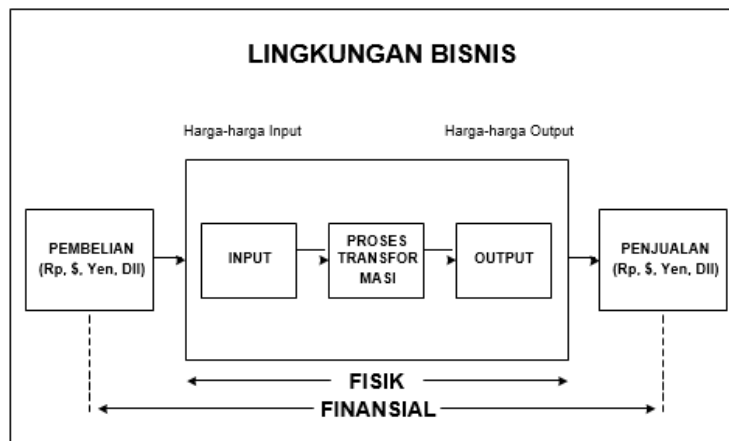 LINGKUNGAN BISNIS
Harga-harga Input
Harga-harga Output
PEMBELIAN
(Rp, $, Yen, Dll)
INPUT
PROSES
TRANSFOR
MASI
OUTPUT
PENJUALAN
(Rp, $, Yen, Dll)
FISIK
FINANSIAL